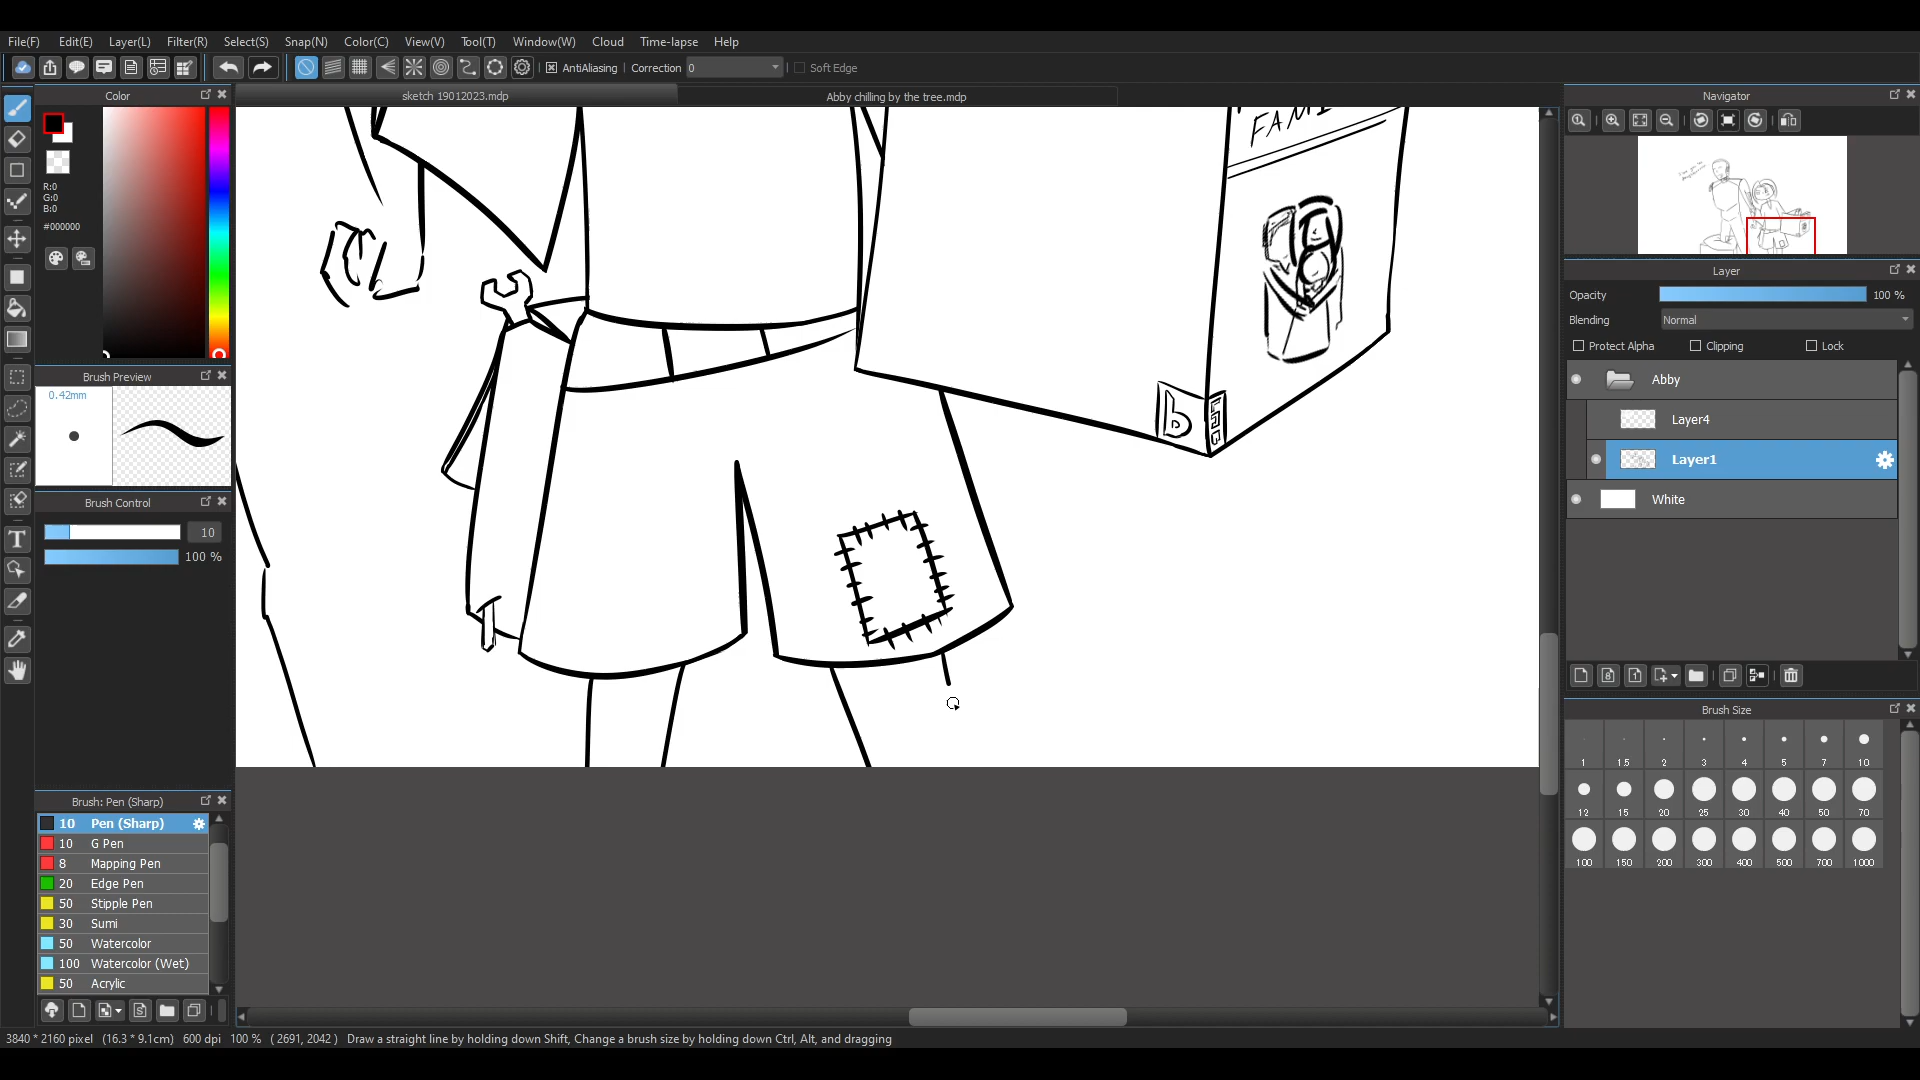 File(F) Edit(E) Layer(L) Filter(R) Select(S) Snap(N) Color(C) View(V) Tool(T) Window(W) Cloud Time-lapse Help
AntiAliasing Correction 0 Soft Edge
Color
sketch 19012023.mdp
Abby chilling by the tree.mdp
Navigator
R:0
G:0
B:0
#000000
Brush Preview
0.42mm
Brush Control
10
100 %
Brush: Pen (Sharp)
10 Pen (Sharp)
10 G Pen
8 Mapping Pen
20 Edge Pen
50 Stipple Pen
30 Sumi
50 Watercolor
100 Watercolor (Wet)
50 Acrylic
FAMI
b
Layer
Opacity 100 %
Blending Normal
Protect Alpha Clipping Lock
Abby
Layer4
Layer1
White
Brush Size
1 1.5 2 3 4 5 7 10
12 15 20 25 30 40 50 70
100 150 200 300 400 500 700 1000
3840 * 2160 pixel (16.3 * 9.1cm) 600 dpi 100 % ( 2691, 2042 ) Draw a straight line by holding down Shift, Change a brush size by holding down Ctrl, Alt, and dragging